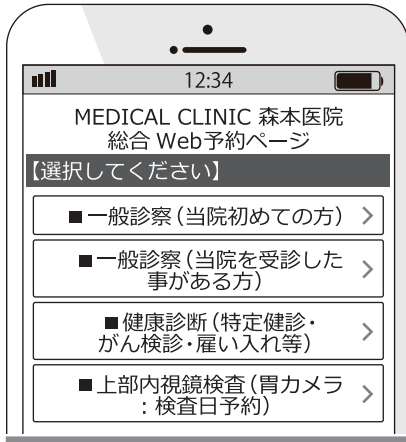 12:34
MEDICAL CLINIC 森本医院
総合 Web予約ページ
【選択してください】
■一般診察(当院初めての方)
■一般診察(当院を受診した
事がある方)
■健康診断(特定健診・
がん検診・雇い入れ等)
■上部内視鏡検査(胃カメラ
:検査日予約)